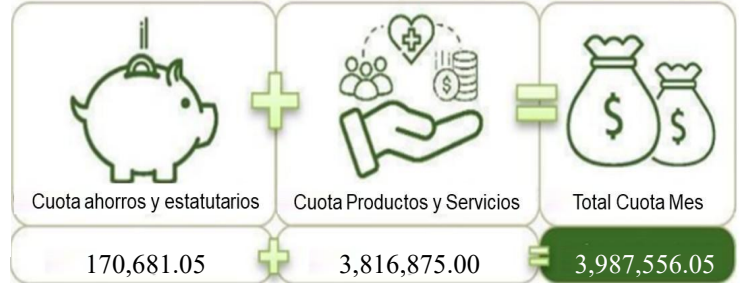 Cuota ahorros y estatutarios
Cuota Productos y Servicios
Total Cuota Mes
170,681.05
3,816,875.00
3,987,556.05